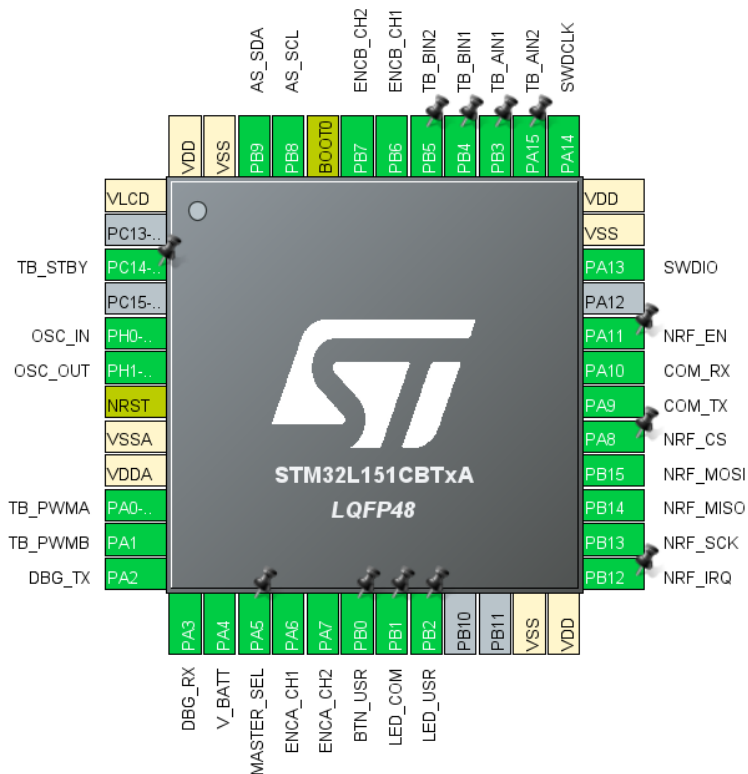 AS_SDA
AS_SCL
ENCB_CH2
ENCB_CH1
TB_BIN2
TB_BIN1
TB_AIN1
TB_AIN2
SWDCLK
VDD
VSS
PB9
PB8
BOOT0
PB7
PB6
PB5
PB4
PB3
PA15
PA14
VLCD
PC13-..
TB_STBY PC14-..
PC15-..
OSC_IN PH0-..
OSC_OUT PH1-..
NRST
VSSA
VDDA
TB_PWMA PA0-..
TB_PWMB PA1
DBG_TX PA2
VDD
VSS
PA13 SWDIO
PA12
PA11 NRF_EN
PA10 COM_RX
PA9 COM_TX
PA8 NRF_CS
PB15 NRF_MOSI
PB14 NRF_MISO
PB13 NRF_SCK
PB12 NRF_IRQ
ST
STM32L151CBTxA
LQFP48
PA3
PA4
PA5
PA6
PA7
PB0
PB1
PB2
PB10
PB11
VSS
VDD
DBG_RX
V_BATT
MASTER_SEL
ENCA_CH1
ENCA_CH2
BTN_USR
LED_COM
LED_USR